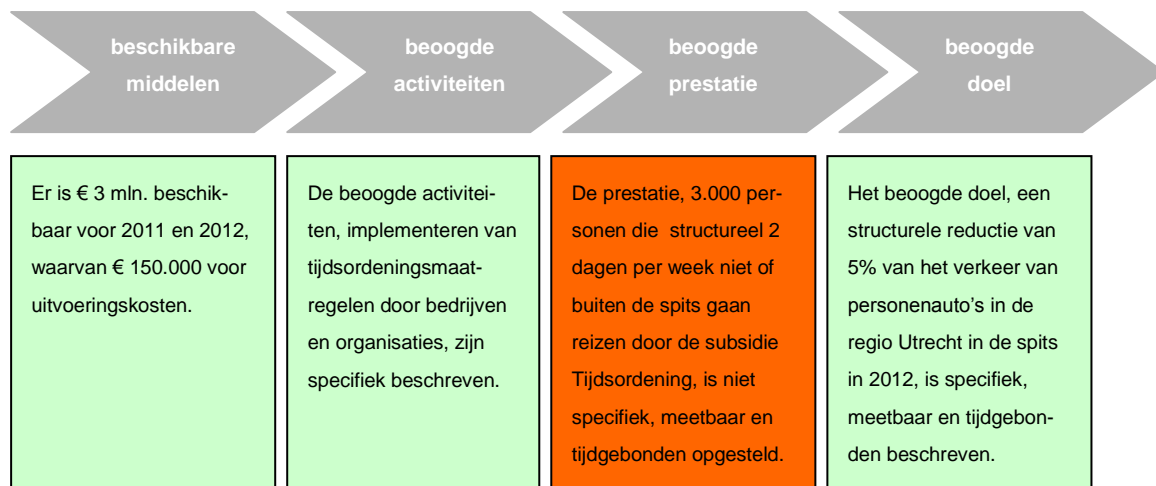 beschikbare
middelen
beoogde
activiteiten
beoogde
prestatie
beoogde
doel
Er is € 3 mln. beschik-
baar voor 2011 en 2012,
waarvan € 150.000 voor
uitvoeringskosten.
De beoogde activitei-
ten, implementeren van
tijdsordeningsmaat-
regelen door bedrijven
en organisaties, zijn
specifiek beschreven.
De prestatie, 3.000 per-
sonen die structureel 2
dagen per week niet of
buiten de spits gaan
reizen door de subsidie
Tijdsordening, is niet
specifiek, meetbaar en
tijdgebonden opgesteld.
Het beoogde doel, een
structurele reductie van
5% van het verkeer van
personenauto's in de
regio Utrecht in de spits
in 2012, is specifiek,
meetbaar en tijdgebon-
den beschreven.